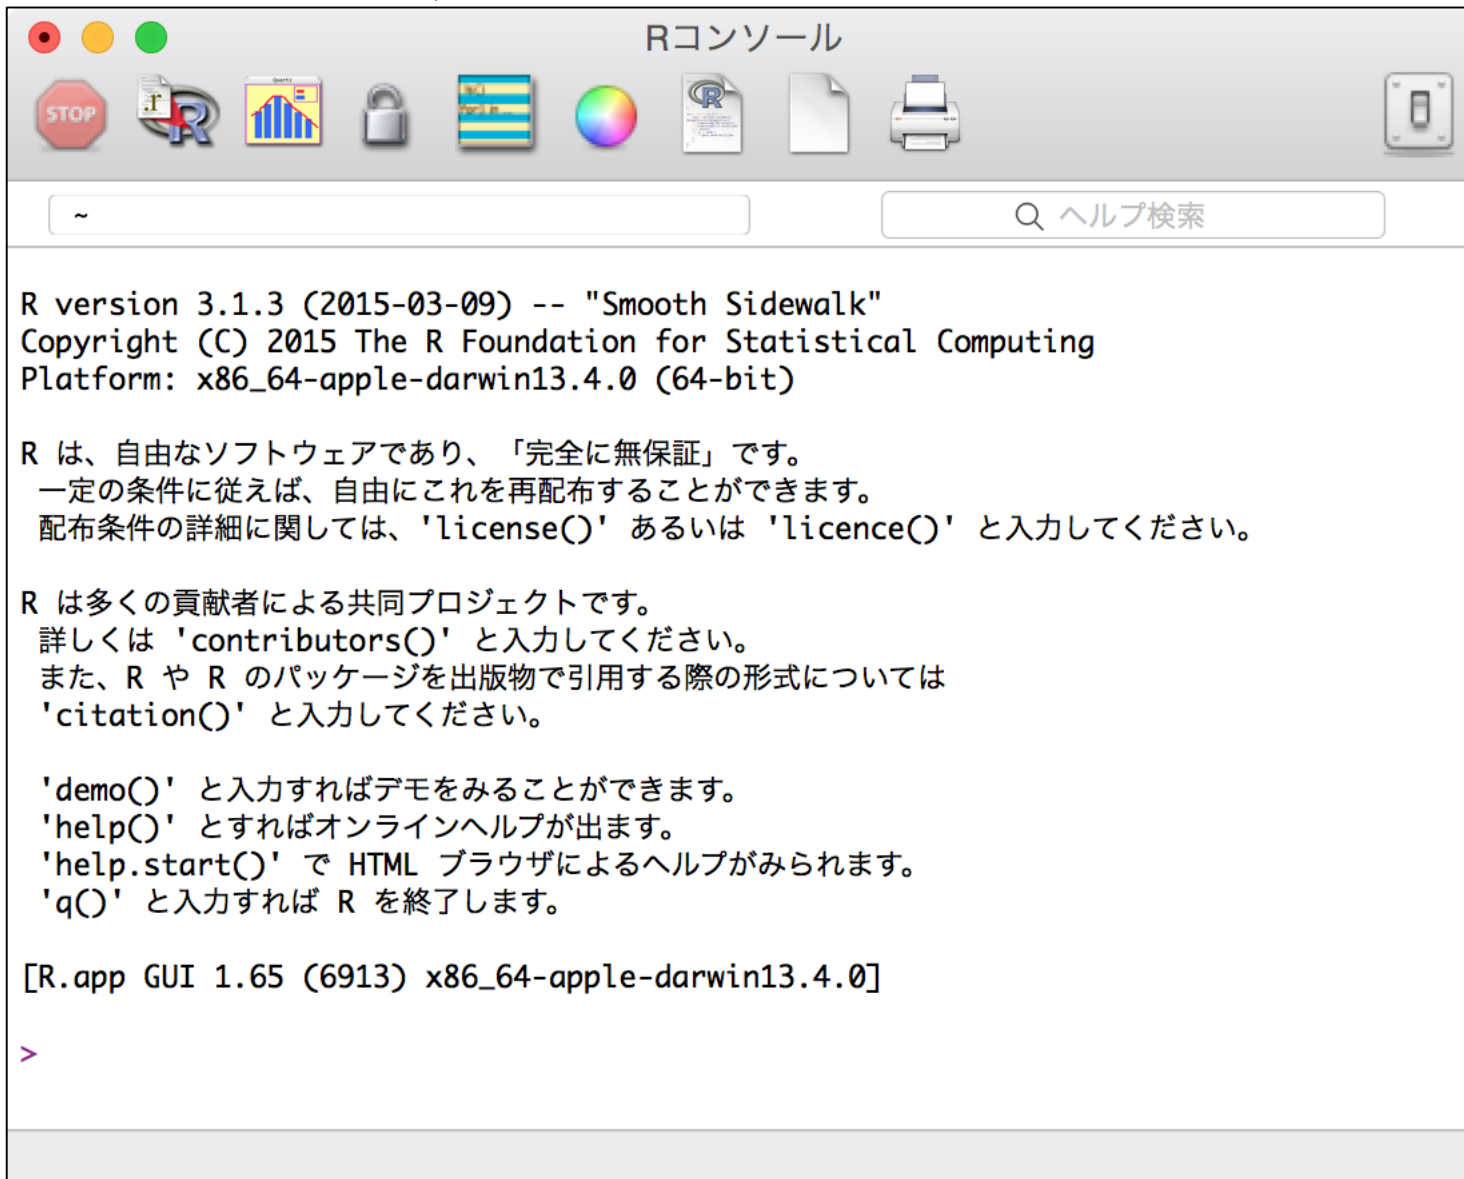 Rコンソール
STOP
Quartz
~
ヘルプ検索
R version 3.1.3 (2015-03-09) -- "Smooth Sidewalk"
Copyright (C) 2015 The R Foundation for Statistical Computing
Platform: x86_64-apple-darwin13.4.0 (64-bit)
R は、自由なソフトウェアであり、「完全に無保証」です。
一定の条件に従えば、自由にこれを再配布することができます。
配布条件の詳細に関しては、'license()' あるいは 'licence()' と入力してください。
R は多くの貢献者による共同プロジェクトです。
詳しくは 'contributors()' と入力してください。
また、R や R のパッケージを出版物で引用する際の形式については
'citation()' と入力してください。
'demo()' と入力すればデモをみることができます。
'help()' とすればオンラインヘルプが出ます。
'help.start()' で HTML ブラウザによるヘルプがみられます。
'q()' と入力すれば R を終了します。
[R.app GUI 1.65 (6913) x86_64-apple-darwin13.4.0]
>